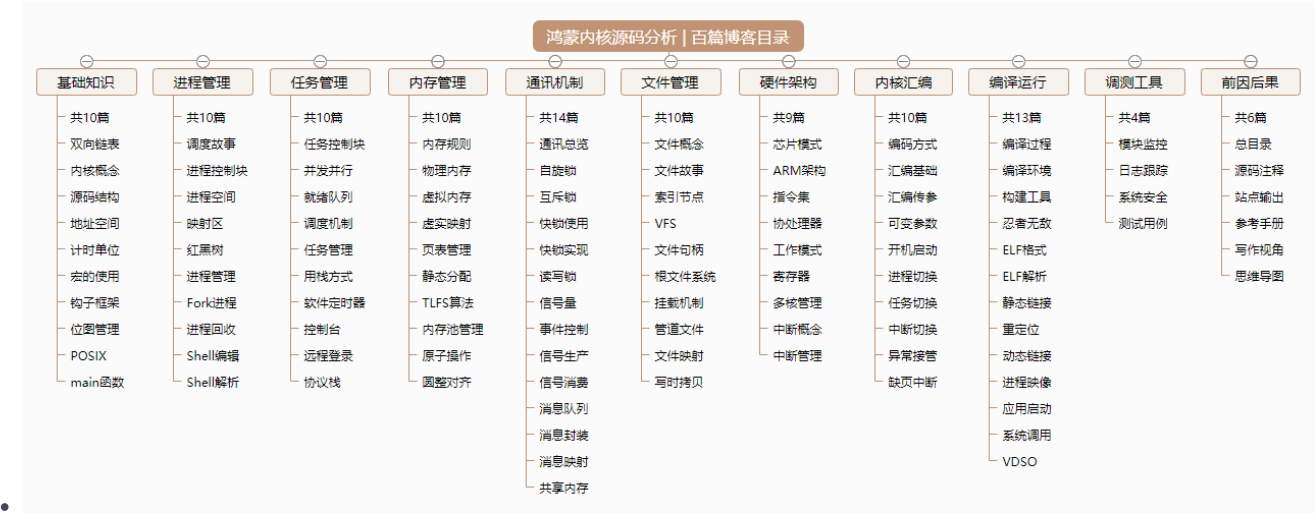 鸿蒙内核源码分析 | 百篇博客目录
基础知识
共10篇
双向链表
内核概念
源码结构
地址空间
计时单位
宏的使用
钩子框架
位图管理
POSIX
main函数
进程管理
共10篇
调度故事
进程控制块
进程空间
映射区
红黑树
进程管理
Fork进程
进程回收
Shell编辑
Shell解析
任务管理
共10篇
任务控制块
并发并行
就绪队列
调度机制
任务管理
用栈方式
软件定时器
控制台
远程登录
协议栈
内存管理
共10篇
内存规则
物理内存
虚拟内存
虚实映射
页表管理
静态分配
TLFS算法
内存池管理
原子操作
圆整对齐
通讯机制
共14篇
通讯总览
自旋锁
互斥锁
快锁使用
快锁实现
读写锁
信号量
事件控制
信号生产
信号消费
消息队列
消息封装
消息映射
共享内存
文件管理
共10篇
文件概念
文件故事
索引节点
VFS
文件句柄
根文件系统
挂载机制
管道文件
文件映射
写时拷贝
硬件架构
共9篇
芯片模式
ARM架构
指令集
协处理器
工作模式
寄存器
多核管理
中断概念
中断管理
内核汇编
共10篇
编码方式
汇编基础
汇编传参
可变参数
开机启动
进程切换
任务切换
中断切换
异常接管
缺页中断
编译运行
共13篇
编译过程
编译环境
构建工具
忍者无敌
ELF格式
ELF解析
静态链接
重定位
动态链接
进程映像
应用启动
系统调用
VDSO
调测工具
共4篇
模块监控
日志跟踪
系统安全
测试用例
前因后果
共6篇
总目录
源码注释
站点输出
参考手册
写作视角
思维导图